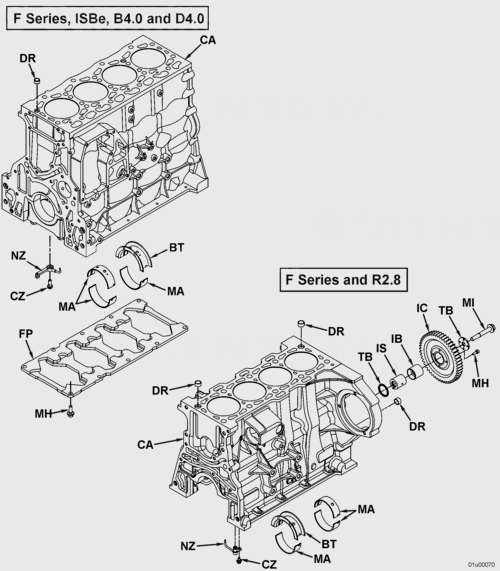 F Series, ISBe, B4.0 and D4.0
CA
DR
NZ
BT
CZ
MA
MA
FP
MH
F Series and R2.8
DR
IC
TB
MI
IB
IS
TB
MH
DR
DR
CA
MA
NZ
BT
CZ
MA
01u00070